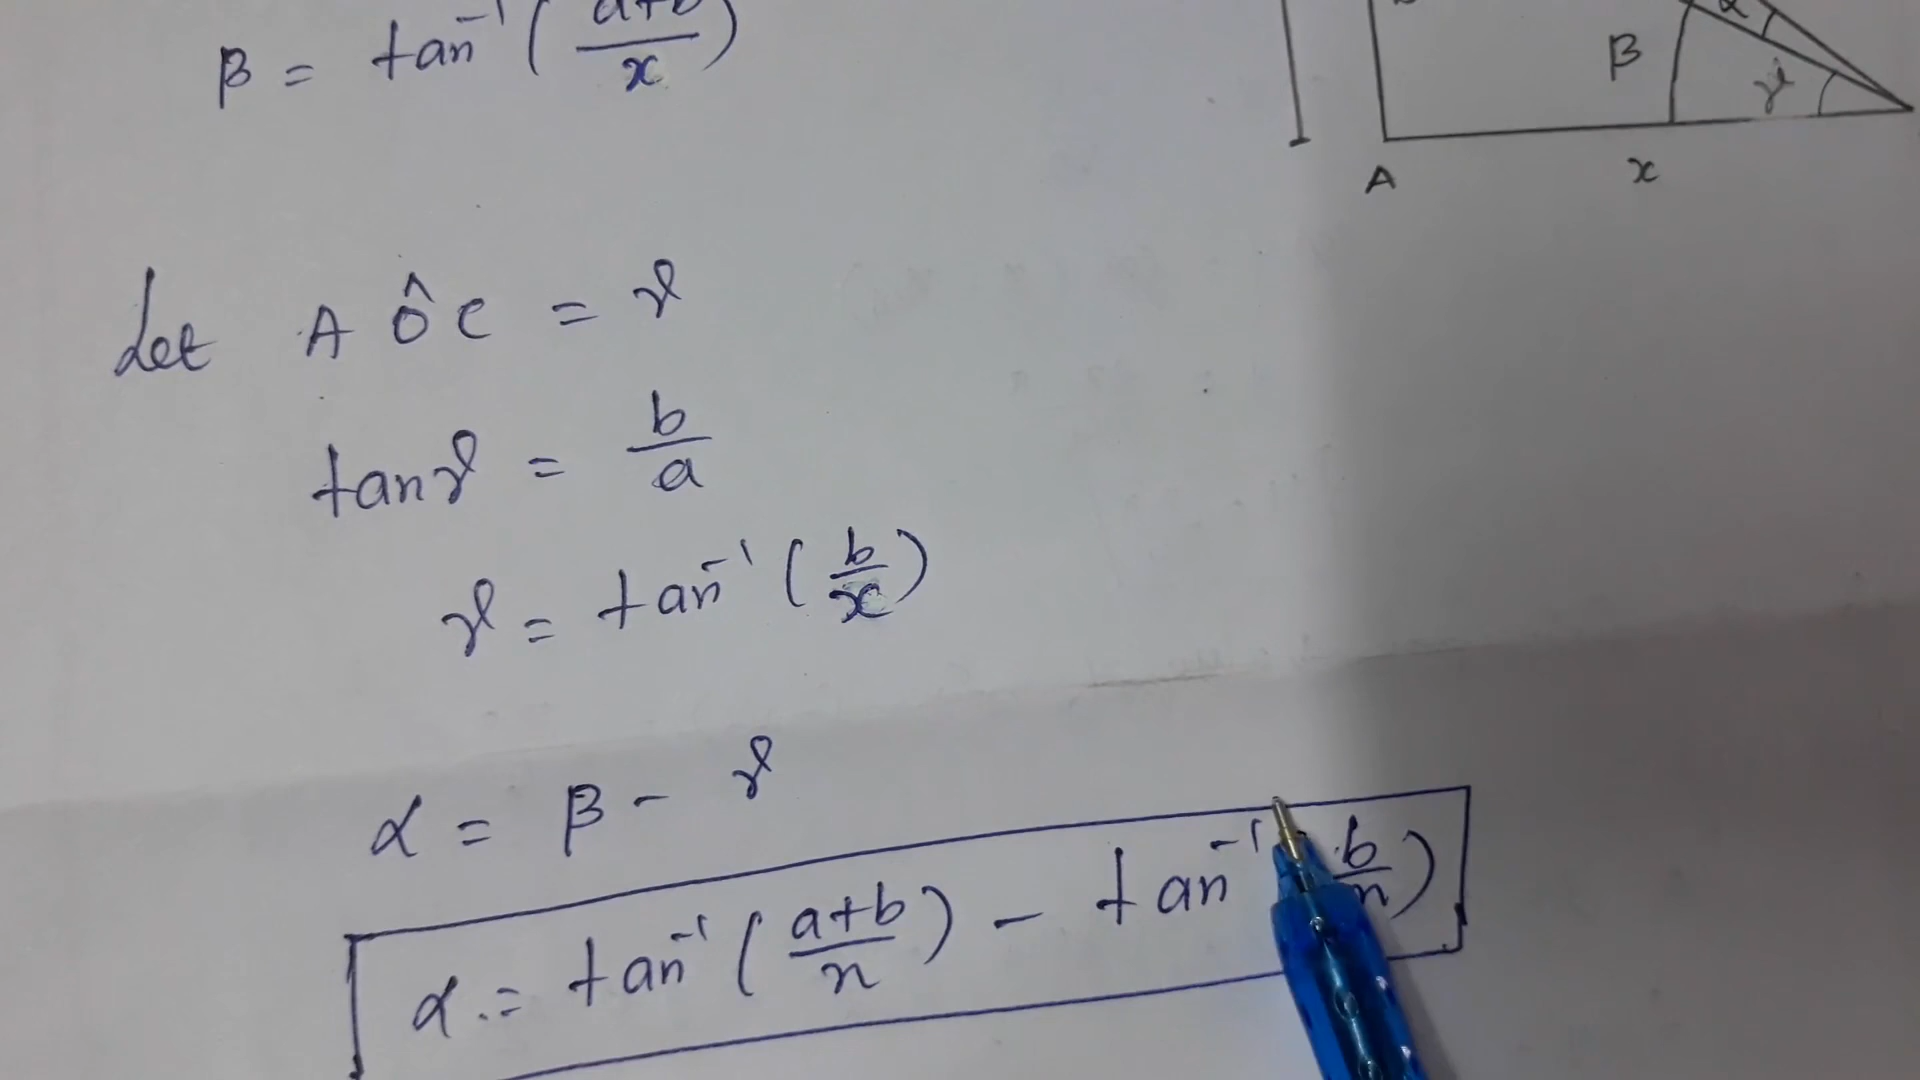 β = tan⁻¹ (a+b/x)
α
β
γ
A
x
Let AÔC = γ
tanγ = b/a
γ = tan⁻¹ (b/x)
α = β - γ
α = tan⁻¹ (a+b/n) - tan⁻¹ b/n)